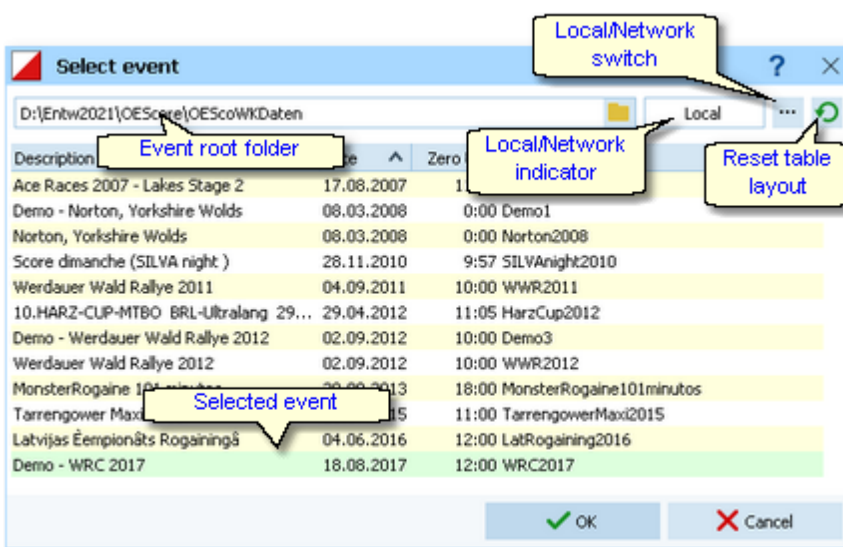 Local/Network
switch
Select event
?
D:\Entw2021\OEScore\OEScoWKDaten
Local
...
Event root folder
Local/Network
indicator
Reset table
layout
Description
Zero
Ace Races 2007 - Lakes Stage 2 17.08.2007
Demo - Norton, Yorkshire Wolds 08.03.2008 0:00 Demo1
Norton, Yorkshire Wolds 08.03.2008 0:00 Norton2008
Score dimanche (SILVA night ) 28.11.2010 9:57 SILVAnight2010
Werdauer Wald Rallye 2011 04.09.2011 10:00 WWR2011
10.HARZ-CUP-MTBO BRL-Ultralang 29... 29.04.2012 11:05 HarzCup2012
Demo - Werdauer Wald Rallye 2012 02.09.2012 10:00 Demo3
Werdauer Wald Rallye 2012 02.09.2012 10:00 WWR2012
MonsterRogaine 101 minutos 18:00 MonsterRogaine101minutos
Selected event
Tarrengower Maxi 11:00 TarrengowerMaxi2015
Latvijas Èempionâts Rogainingâ 04.06.2016 12:00 LatRogaining2016
Demo - WRC 2017 18.08.2017 12:00 WRC2017
OK
Cancel